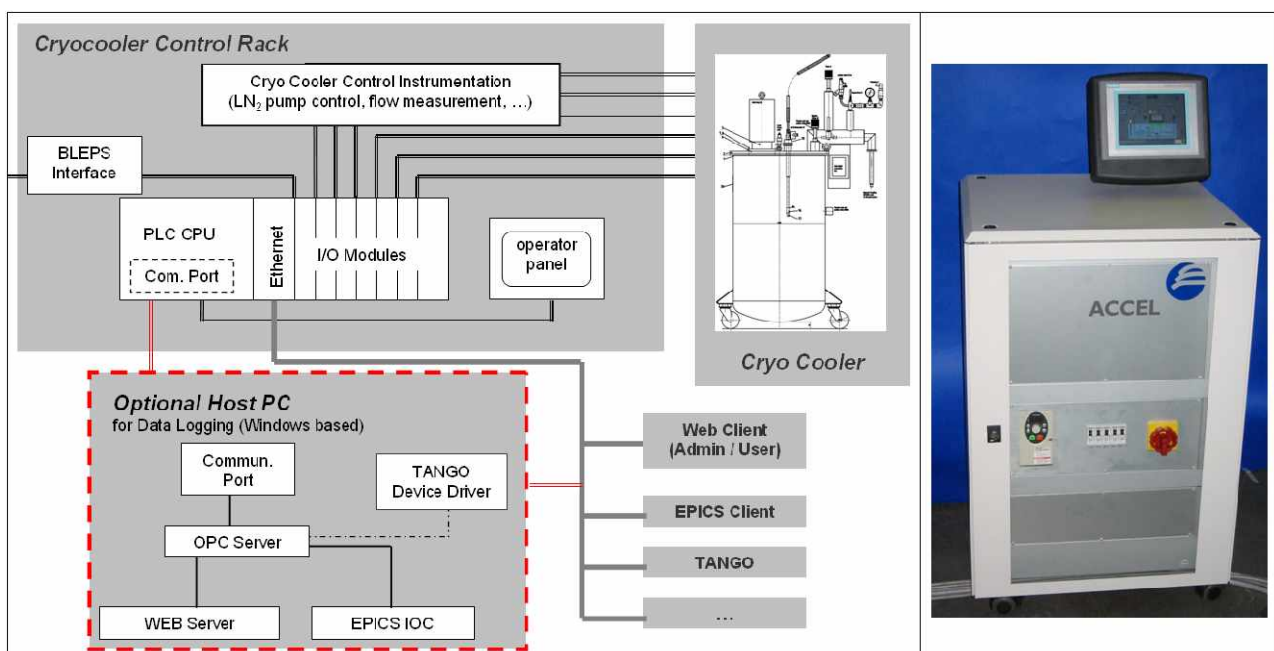 Cryocooler Control Rack
Cryo Cooler Control Instrumentation
(LN2 pump control, flow measurement, ...)
BLEPS
Interface
PLC CPU
Com. Port
Ethernet
I/O Modules
operator
panel
Cryo Cooler
Optional Host PC
for Data Logging (Windows based)
Commun.
Port
TANGO
Device Driver
OPC Server
WEB Server
EPICS IOC
Web Client
(Admin / User)
EPICS Client
TANGO
...
ACCEL